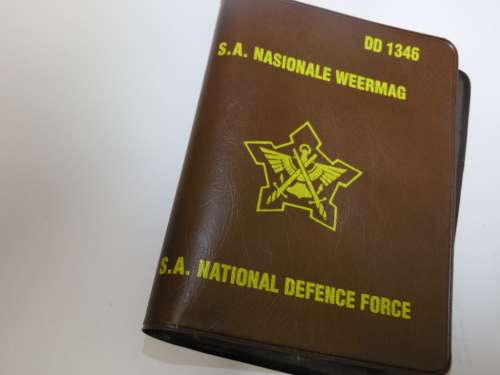 DD 1346
S.A. NASIONALE WEERMAG
S.A. NATIONAL DEFENCE FORCE